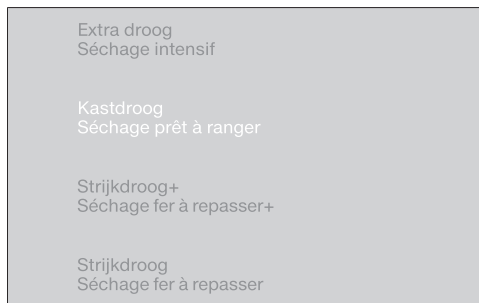 Extra droog
Séchage intensif
Kastdroog
Séchage prêt à ranger
Strijkdroog+
Séchage fer à repasser+
Strijkdroog
Séchage fer à repasser